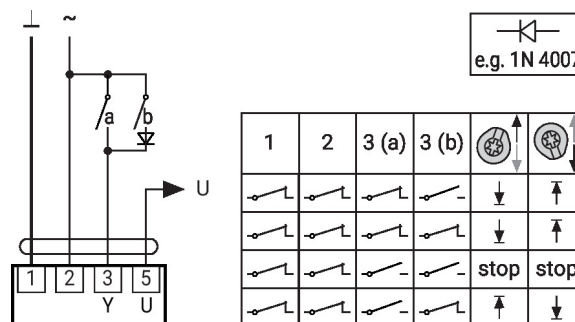 ⊥ ~
e.g. 1N 4007
a b
1 2 3 (a) 3 (b)
U
stop stop
1 2 3 5
Y U